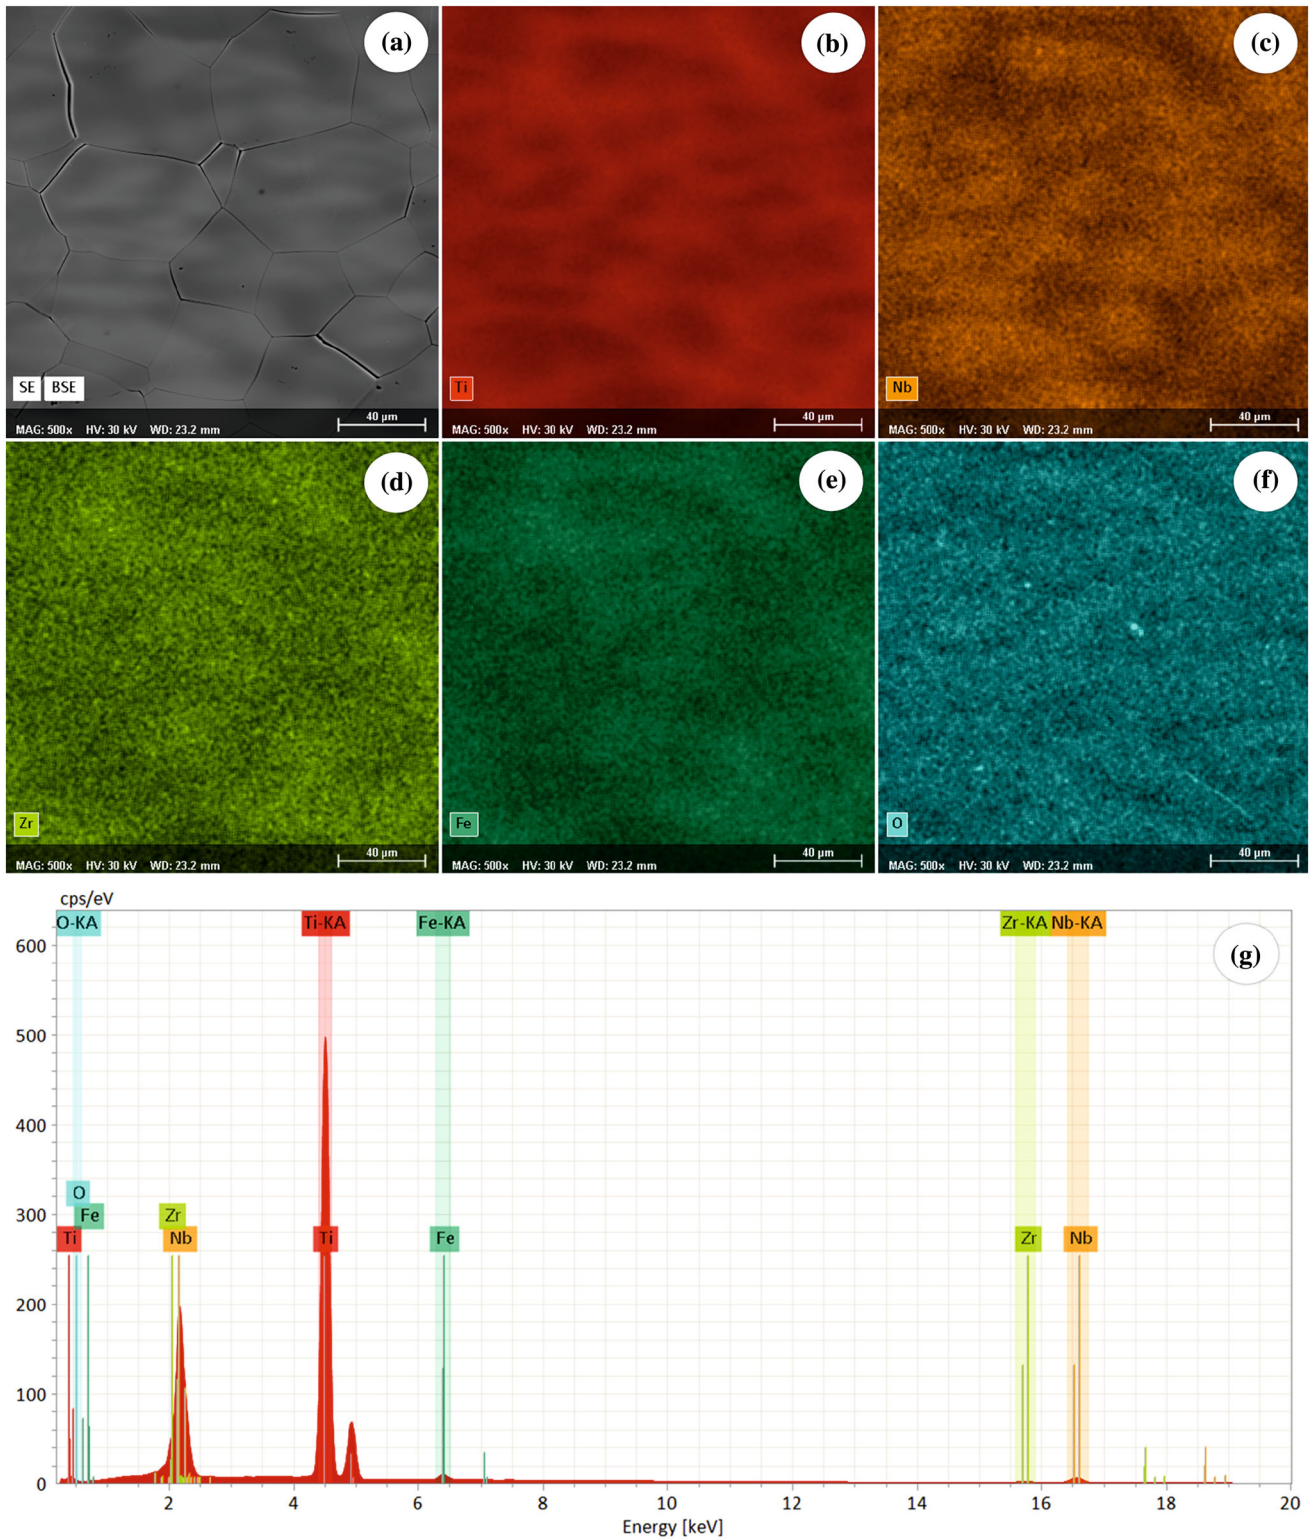 (a)
SE BSE
MAG: 500x HV: 30 kV WD: 23.2 mm
40 µm
(b)
Ti
MAG: 500x HV: 30 kV WD: 23.2 mm
40 µm
(c)
Nb
MAG: 500x HV: 30 kV WD: 23.2 mm
40 µm
(d)
Zr
MAG: 500x HV: 30 kV WD: 23.2 mm
40 µm
(e)
Fe
MAG: 500x HV: 30 kV WD: 23.2 mm
40 µm
(f)
O
MAG: 500x HV: 30 kV WD: 23.2 mm
40 µm
cps/eV
O-KA Ti-KA Fe-KA Zr-KA Nb-KA
(g)
600
500
400
O
300 Fe Zr
Ti Nb Ti Fe Zr Nb
200
100
0
2 4 6 8 10 12 14 16 18 20
Energy [keV]